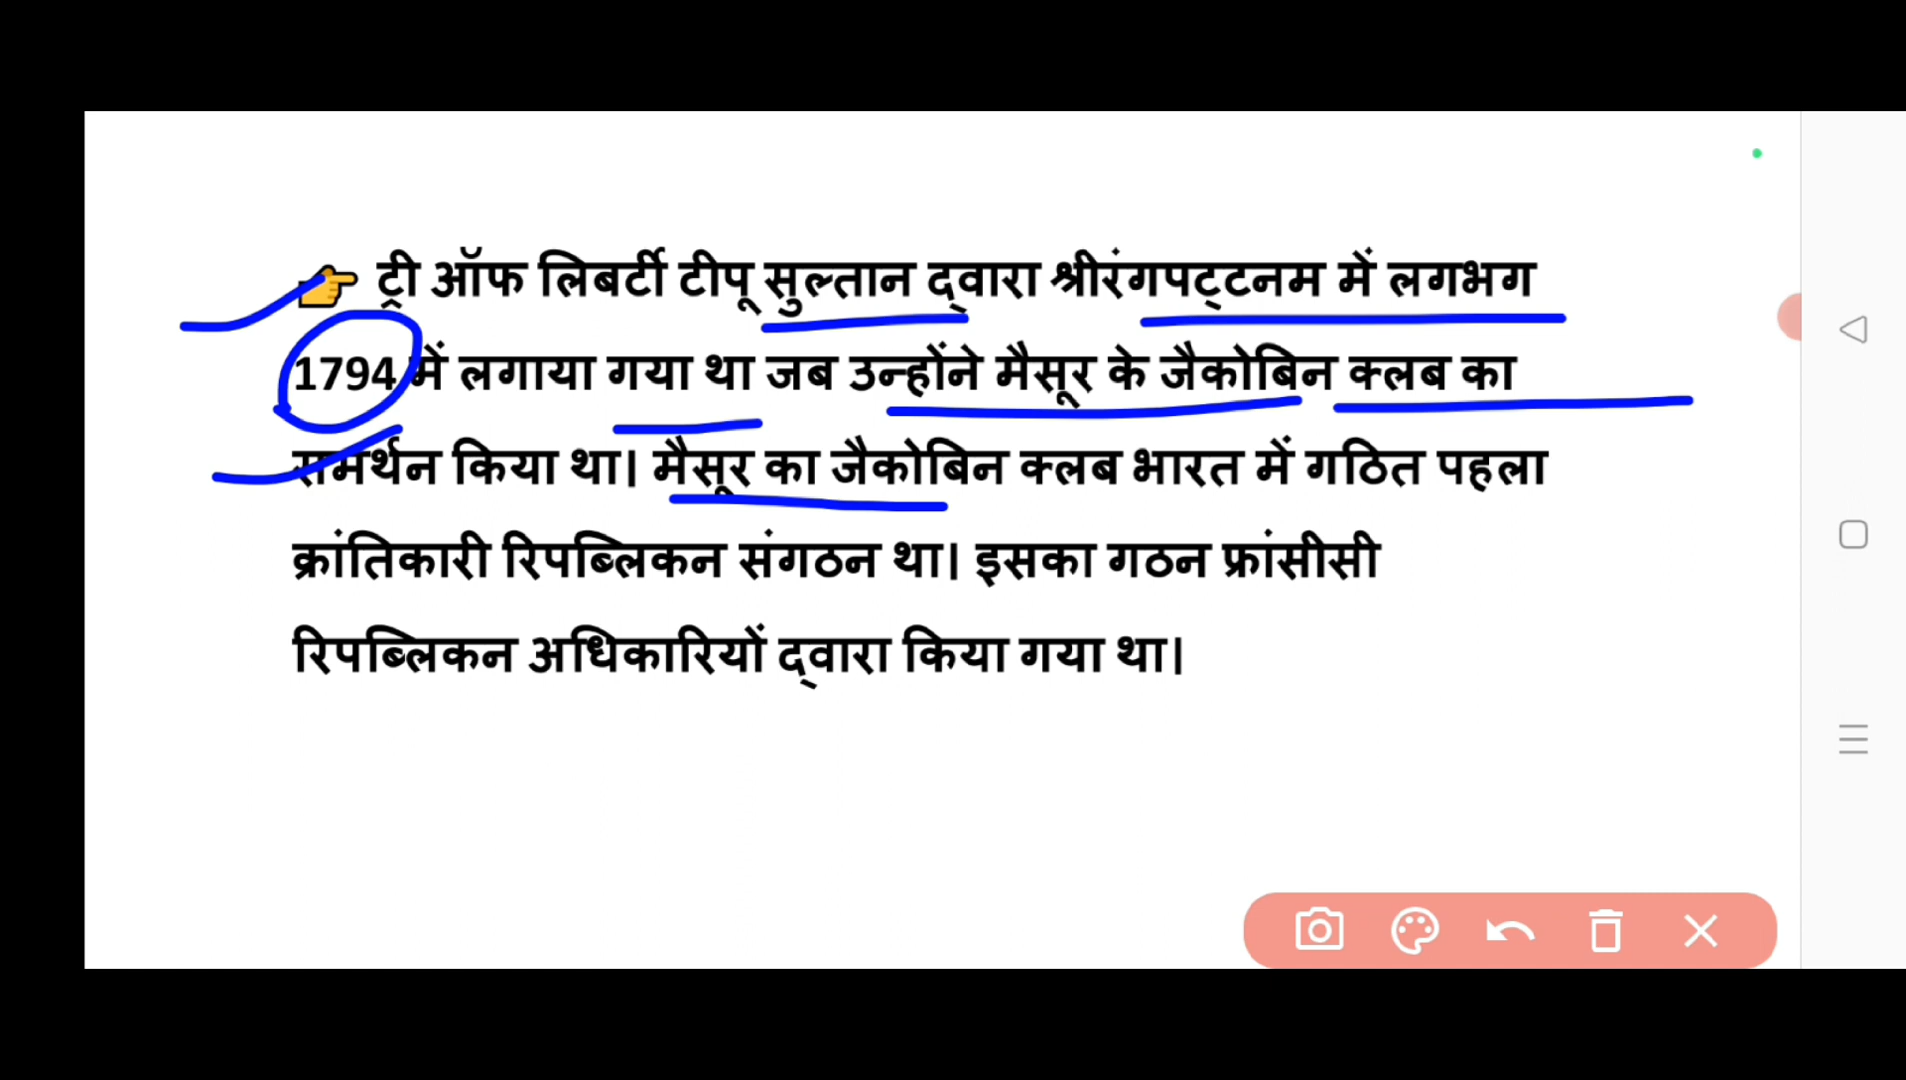 👉 ट्री ऑफ लिबर्टी टीपू सुल्तान द्वारा श्रीरंगपट्टनम में लगभग
1794 में लगाया गया था जब उन्होंने मैसूर के जैकोबिन क्लब का
समर्थन किया था। मैसूर का जैकोबिन क्लब भारत में गठित पहला
क्रांतिकारी रिपब्लिकन संगठन था। इसका गठन फ्रांसीसी
रिपब्लिकन अधिकारियों द्वारा किया गया था।